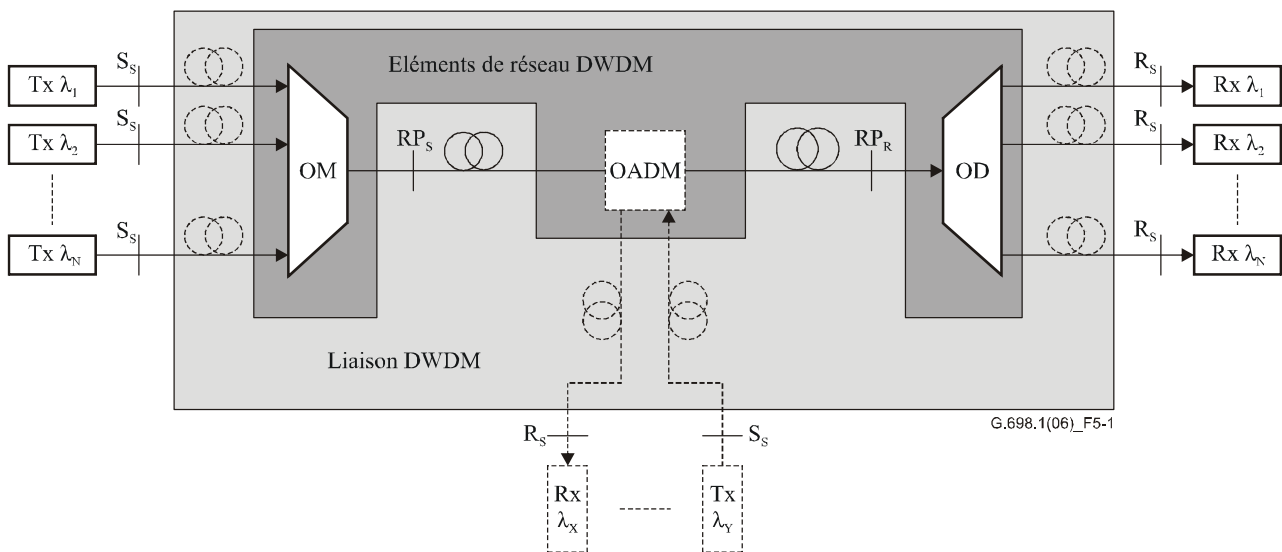 Eléments de réseau DWDM
Tx λ1
SS
RS
Rx λ1
Tx λ2
SS
RS
Rx λ2
OM
RPS
OADM
RPR
OD
Tx λN
SS
RS
Rx λN
Liaison DWDM
G.698.1(06)_F5-1
RS
SS
Rx
λX
Tx
λY